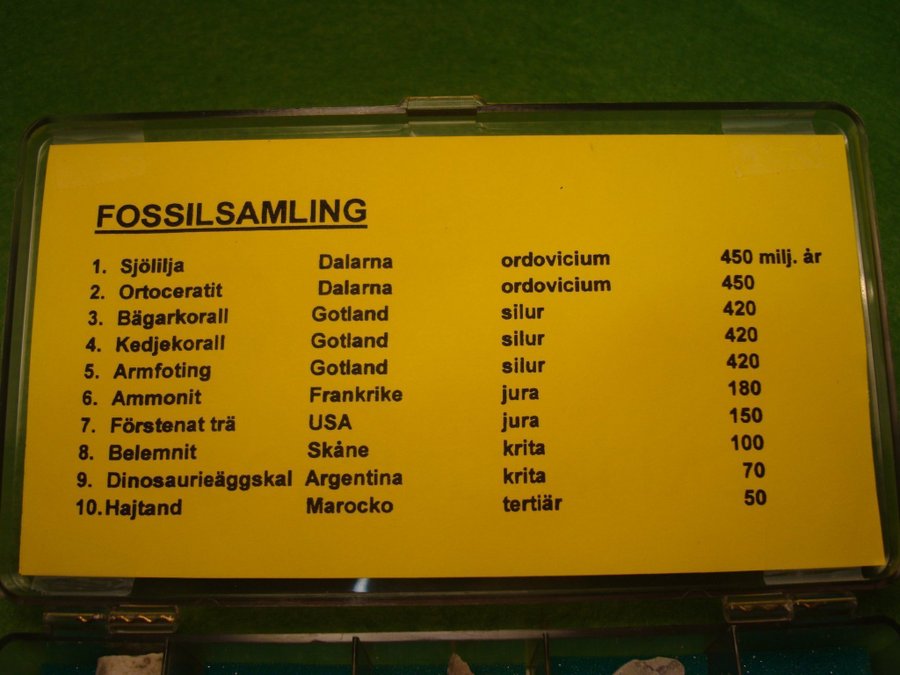 FOSSILSAMLING
1. Sjölilja Dalarna ordovicium 450 milj. år
2. Ortoceratit Dalarna ordovicium 450
3. Bägarkorall Gotland silur 420
4. Kedjekorall Gotland silur 420
5. Armfoting Gotland silur 420
6. Ammonit Frankrike jura 180
7. Förstenat trä USA jura 150
8. Belemnit Skåne krita 100
9. Dinosaurieäggskal Argentina krita 70
10. Hajtand Marocko tertiär 50